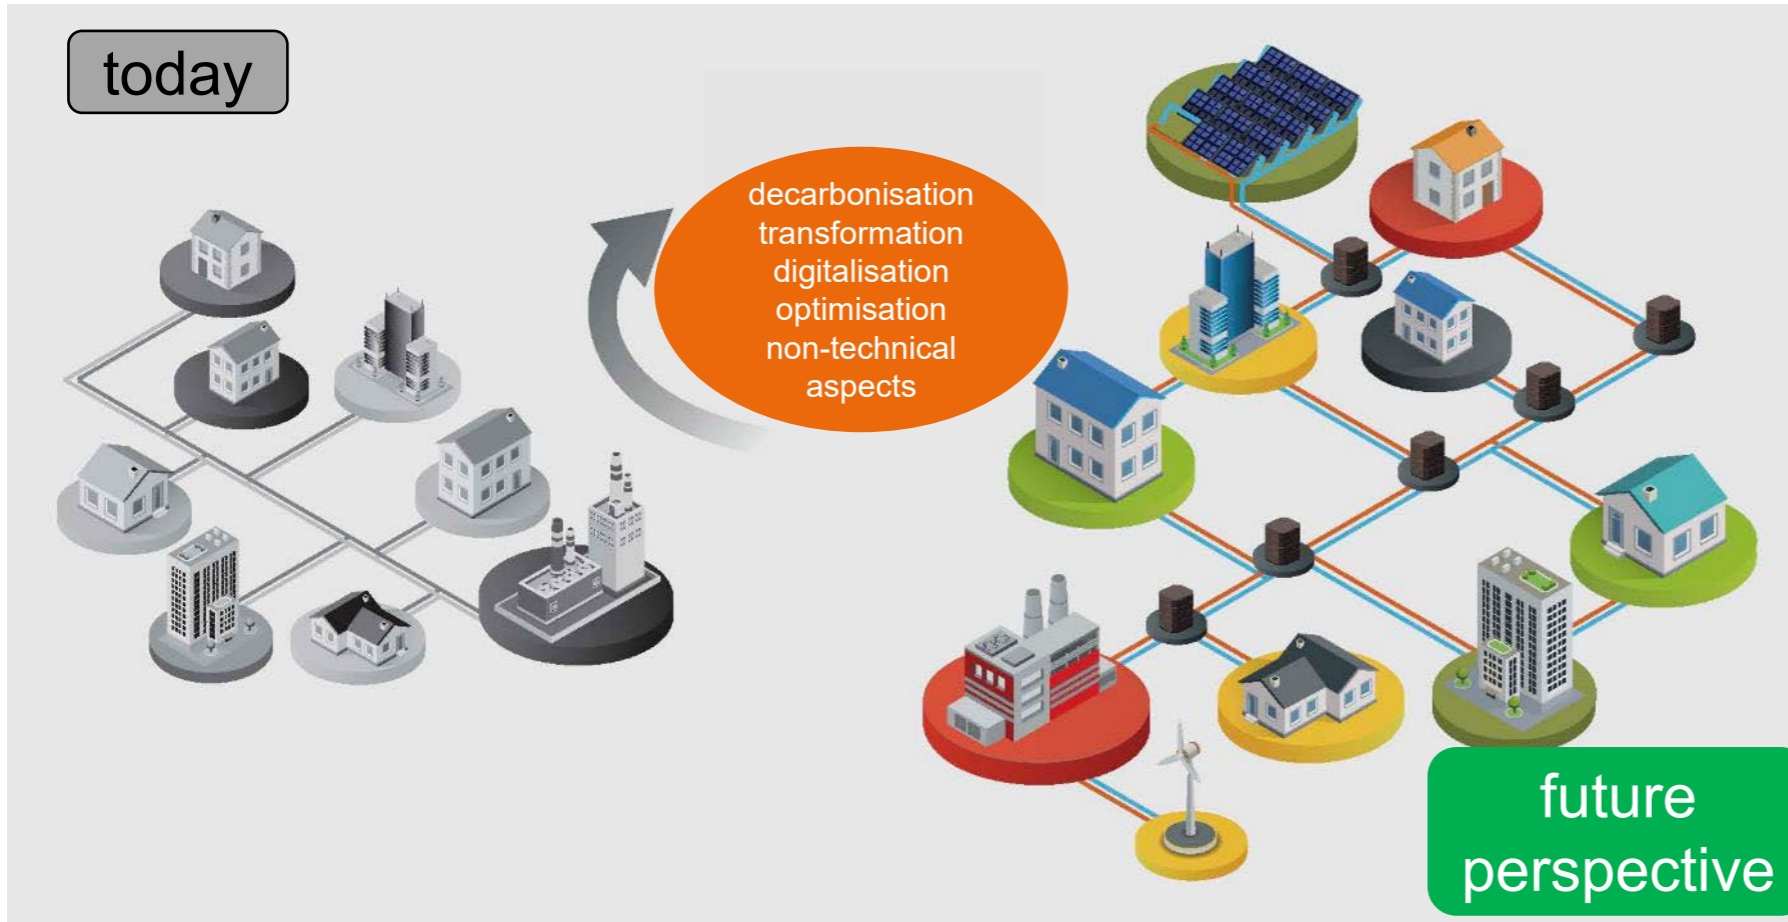 today
decarbonisation
transformation
digitalisation
optimisation
non-technical
aspects
future
perspective